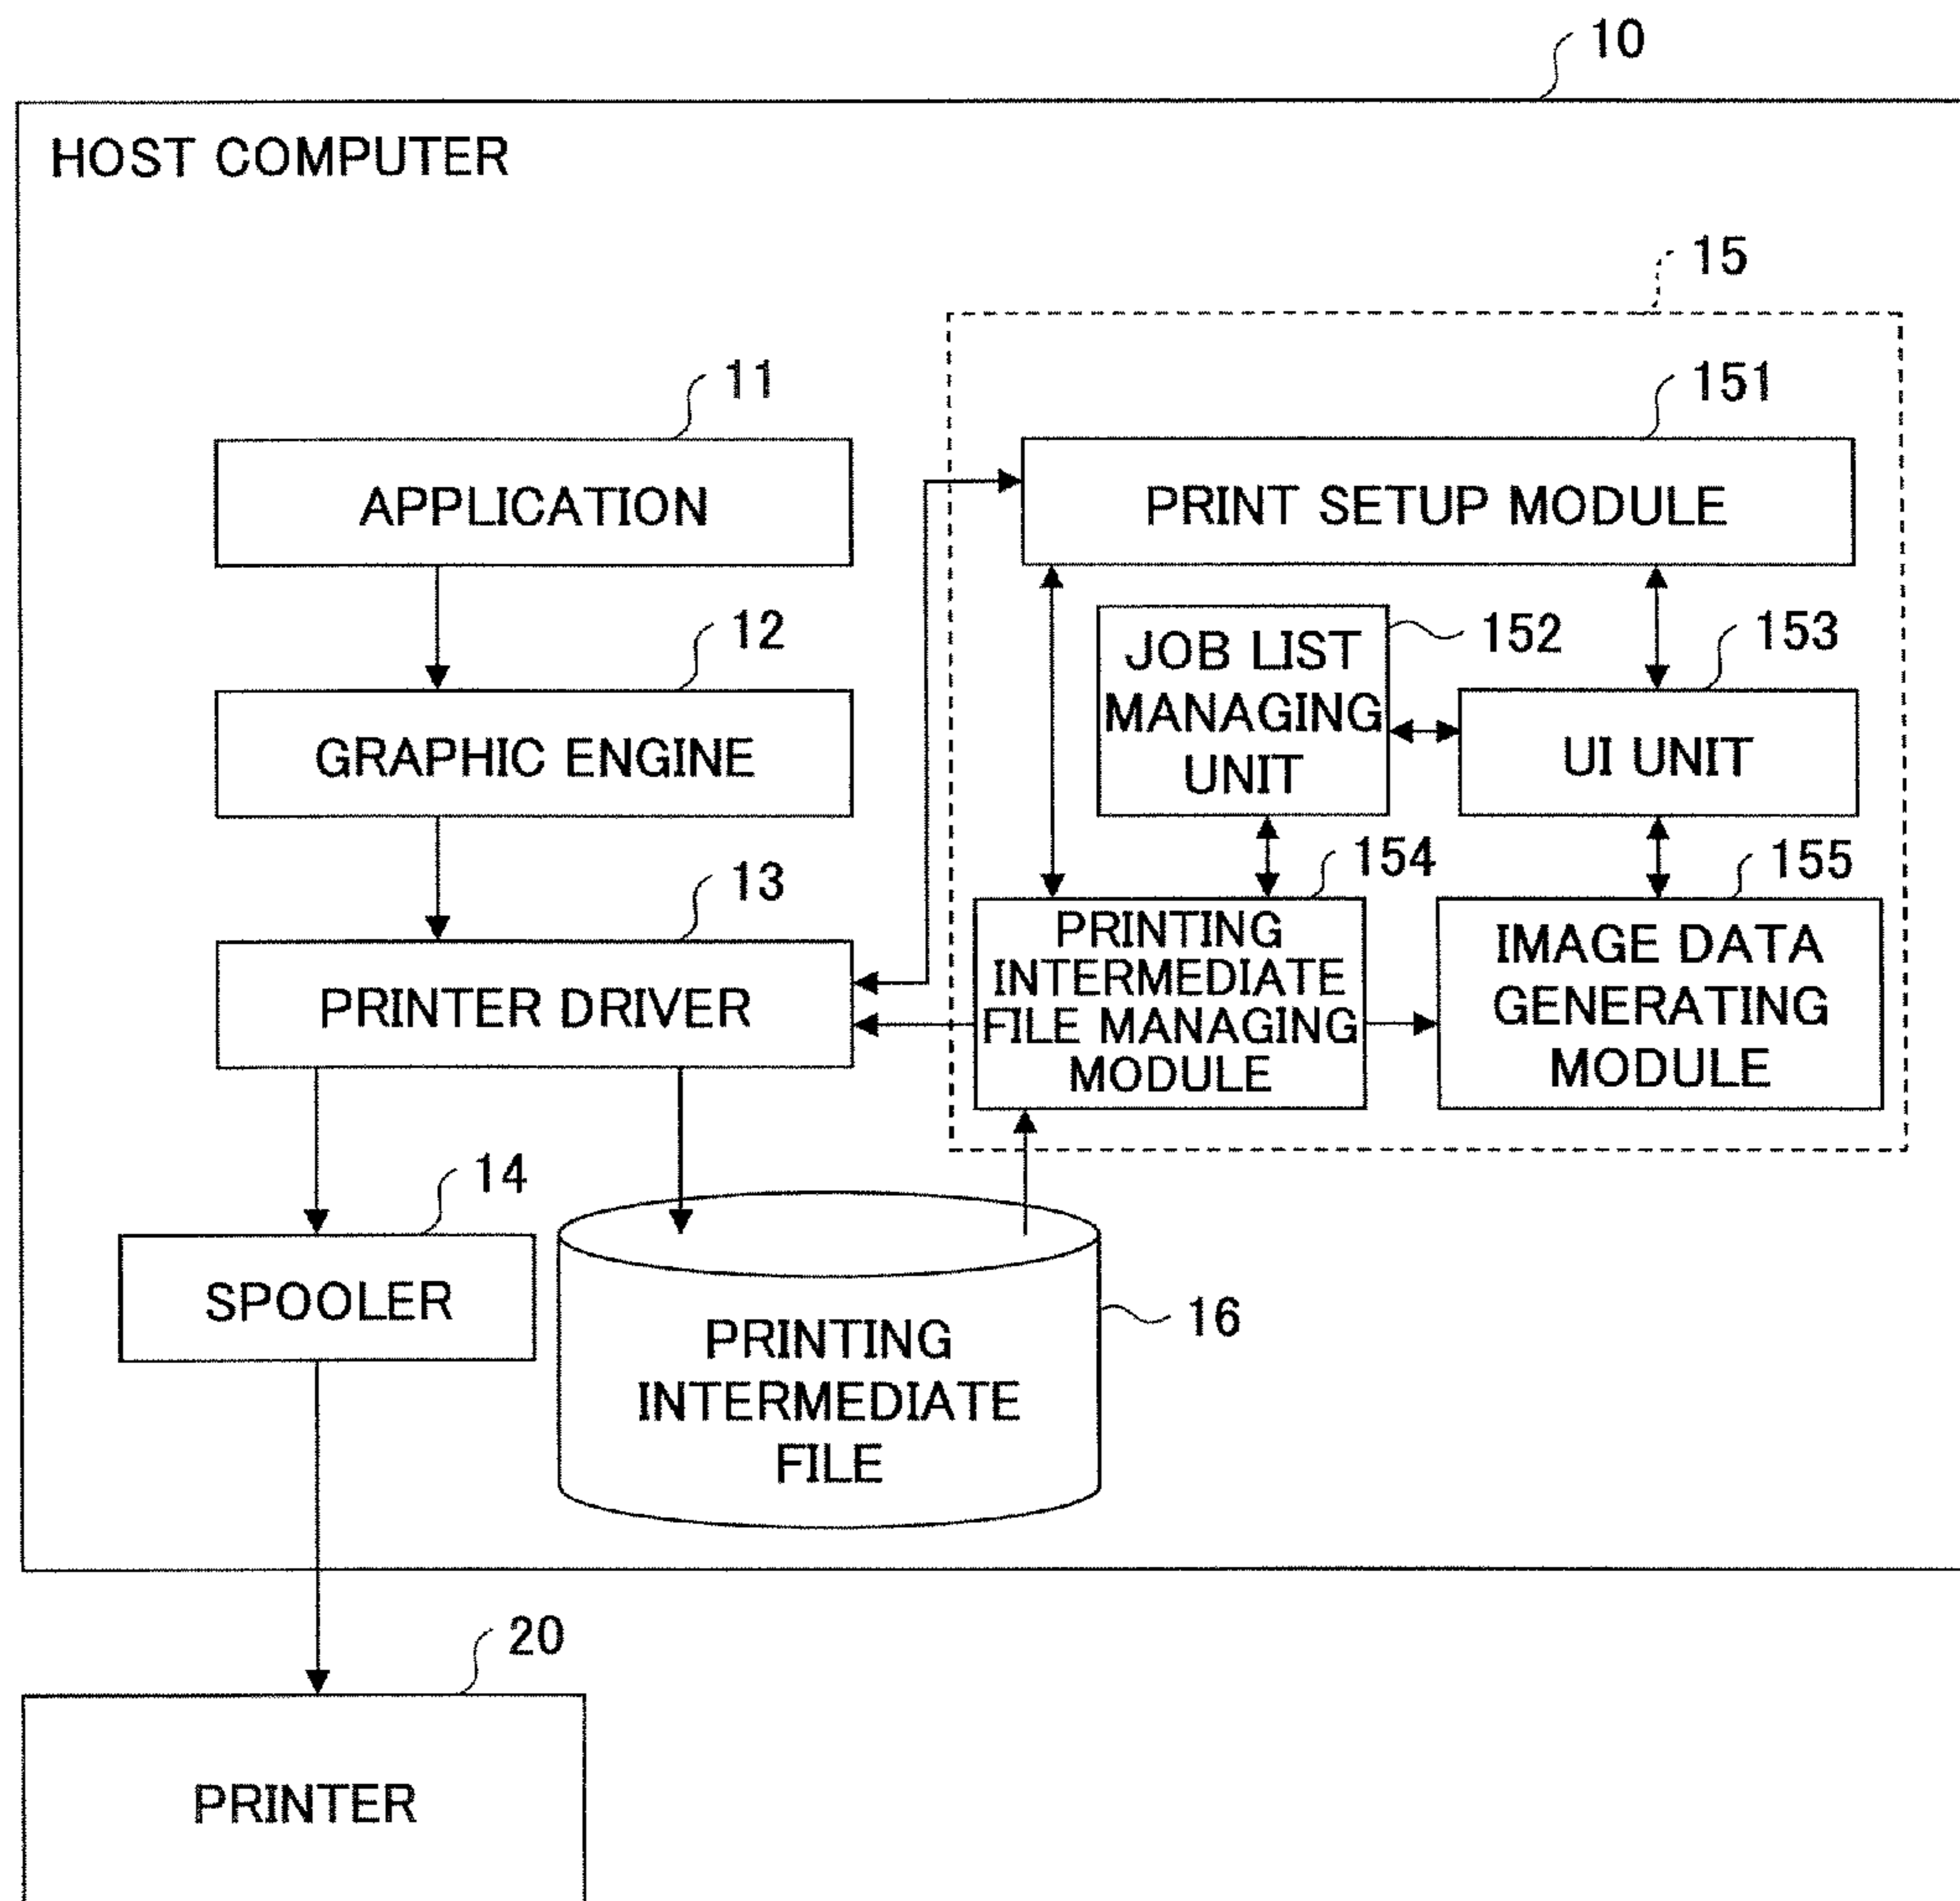 10
HOST COMPUTER
15
11
151
APPLICATION
PRINT SETUP MODULE
12
152
153
JOB LIST
MANAGING
UNIT
GRAPHIC ENGINE
UI UNIT
13
154
155
PRINTER DRIVER
PRINTING
INTERMEDIATE
FILE MANAGING
MODULE
IMAGE DATA
GENERATING
MODULE
14
SPOOLER
16
PRINTING
INTERMEDIATE
FILE
20
PRINTER